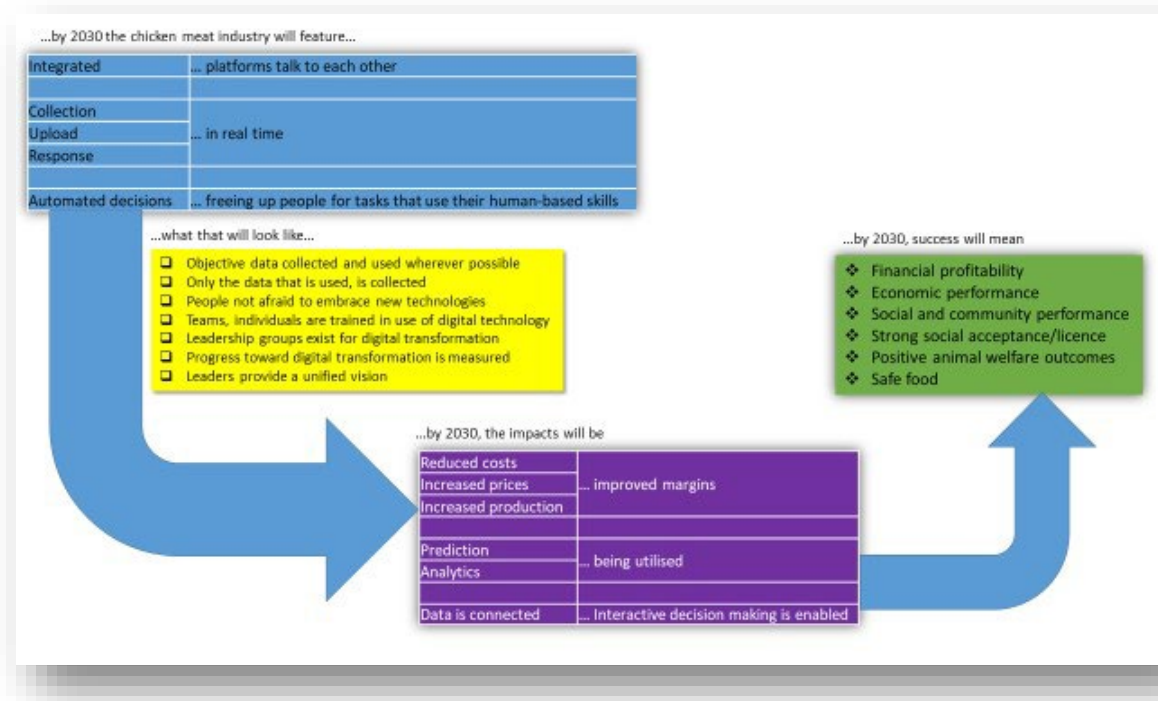 ...by 2030 the chicken meat industry will feature...
Integrated ... platforms talk to each other
Collection
Upload ... in real time
Response
Automated decisions ... freeing up people for tasks that use their human-based skills
...what that will look like...
Objective data collected and used wherever possible
Only the data that is used, is collected
People not afraid to embrace new technologies
Teams, individuals are trained in use of digital technology
Leadership groups exist for digital transformation
Progress toward digital transformation is measured
Leaders provide a unified vision
...by 2030, the impacts will be
Reduced costs
Increased prices ... improved margins
Increased production
Prediction
... being utilised
Analytics
Data is connected ... Interactive decision making is enabled
...by 2030, success will mean
Financial profitability
Economic performance
Social and community performance
Strong social acceptance/licence
Positive animal welfare outcomes
Safe food